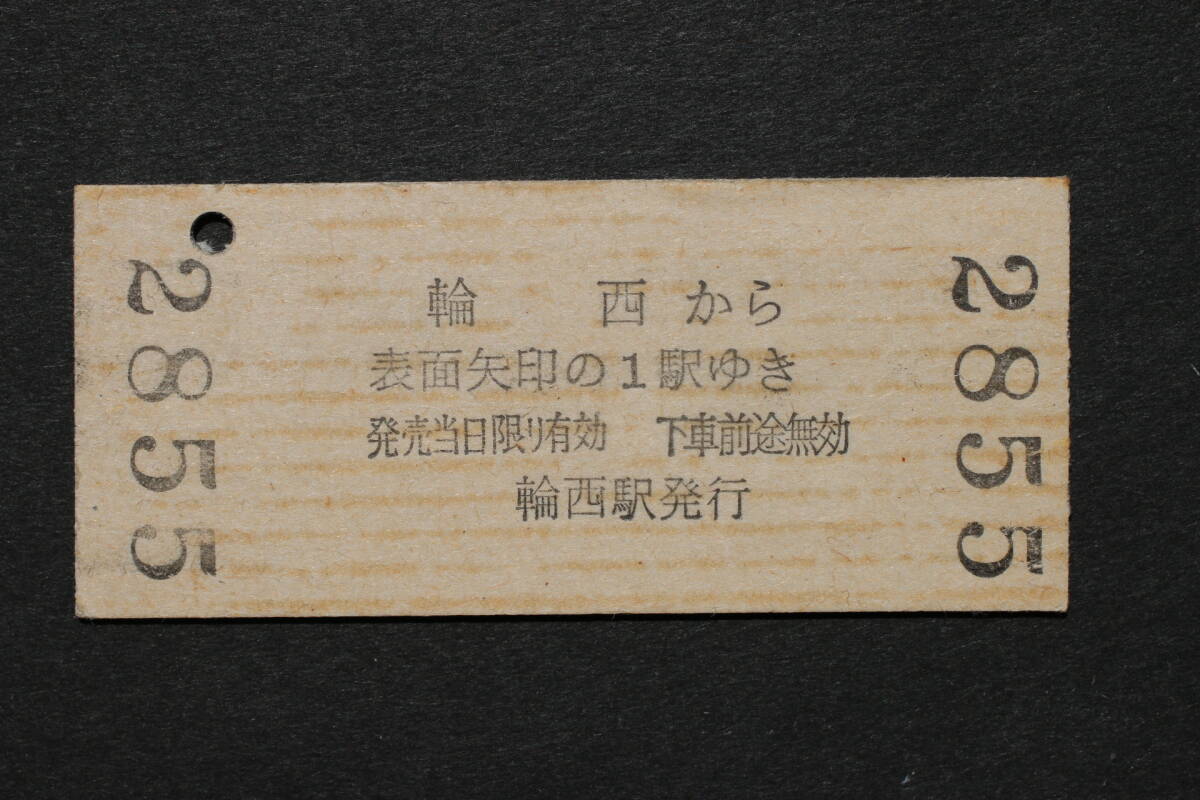 2855
輪 西 から
表面矢印の1駅ゆき
発売当日限り有効 下車前途無効
輪西駅発行
2855